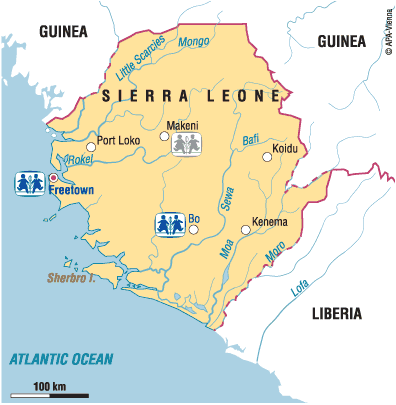 GUINEA
GUINEA
© APA-Vienna
Little Scarcies
Mongo
SIERRA LEONE
Makeni
Port Loko
Bafi
Koidu
Rokel
Freetown
Sewa
Bo
Kenema
Moa
Moro
Sherbro I.
Lofa
LIBERIA
ATLANTIC OCEAN
100 km